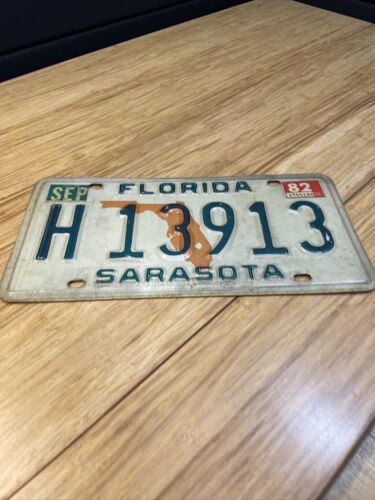 SEP FLORIDA 82
H 13913
SARASOTA